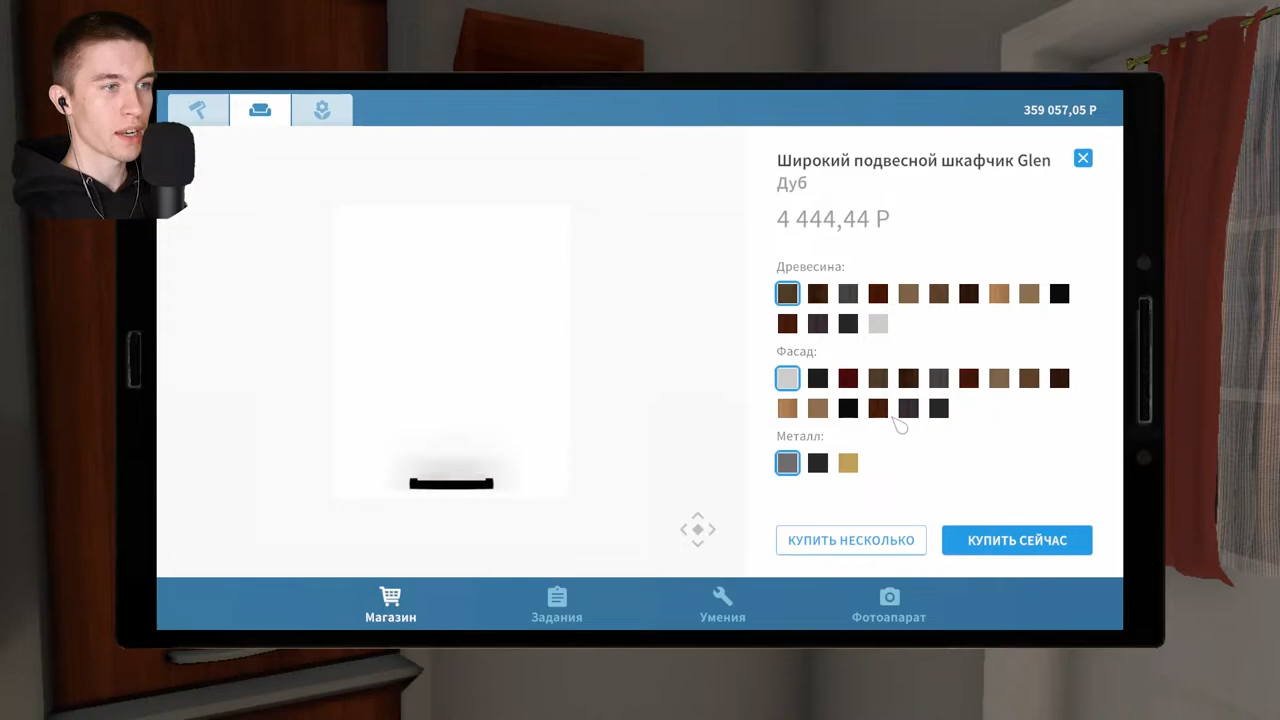 359 057,05 Р
Широкий подвесной шкафчик Glen
Дуб
4 444,44 Р
Древесина:
Фасад:
Металл:
КУПИТЬ НЕСКОЛЬКО
КУПИТЬ СЕЙЧАС
Магазин
Задания
Умения
Фотоапарат